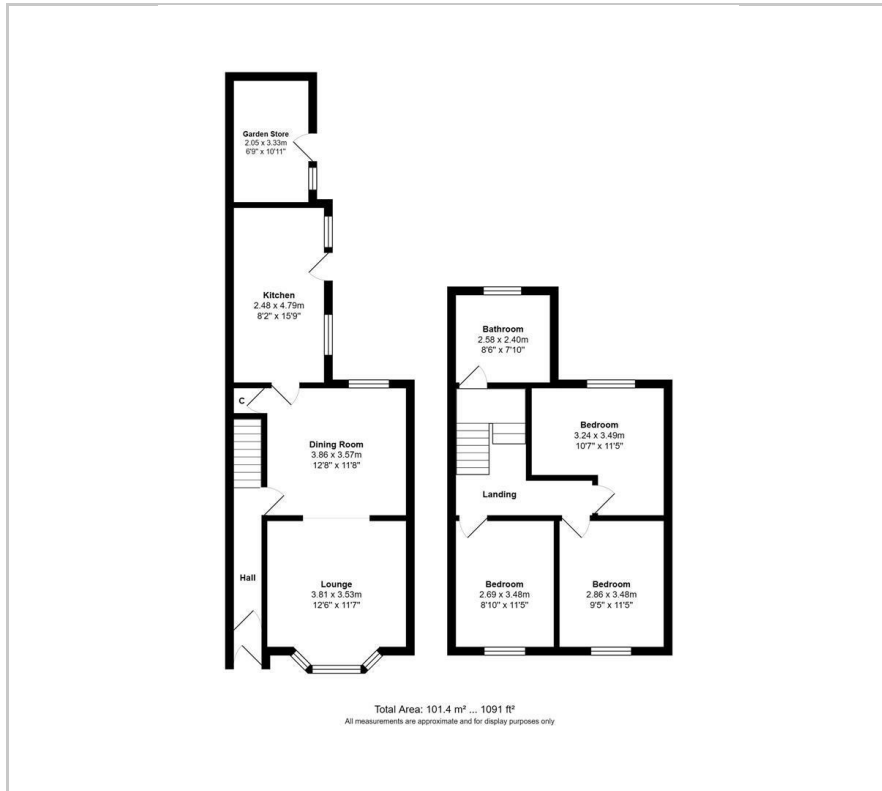 Garden Store
2.05 x 3.33m
6'9" x 10'11"
Kitchen
2.48 x 4.79m
8'2" x 15'9"
C
Dining Room
3.86 x 3.57m
12'8" x 11'8"
Hall
Lounge
3.81 x 3.53m
12'6" x 11'7"
Bathroom
2.58 x 2.40m
8'6" x 7'10"
Bedroom
3.24 x 3.49m
10'7" x 11'5"
Landing
Bedroom
2.69 x 3.48m
8'10" x 11'5"
Bedroom
2.86 x 3.48m
9'5" x 11'5"
Total Area: 101.4 m² ... 1091 ft²
All measurements are approximate and for display purposes only